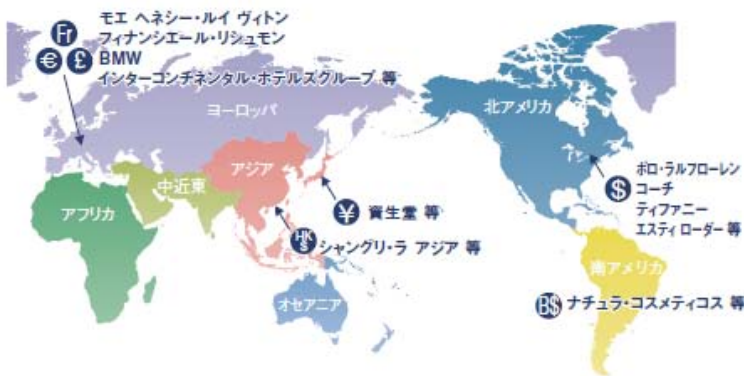 モエ ヘネシー・ルイ ヴィトン
フィナンシエール・リシュモン
BMW
インターコンチネンタル・ホテルズグループ 等
Fr
€ £
ヨーロッパ
北アメリカ
アジア
中近東
アフリカ
¥ 資生堂 等
HK$ シャングリ・ラ アジア 等
オセアニア
$
ポロ・ラルフローレン
コーチ
ティファニー
エスティ ローダー 等
南アメリカ
B$ ナチュラ・コスメティコス 等